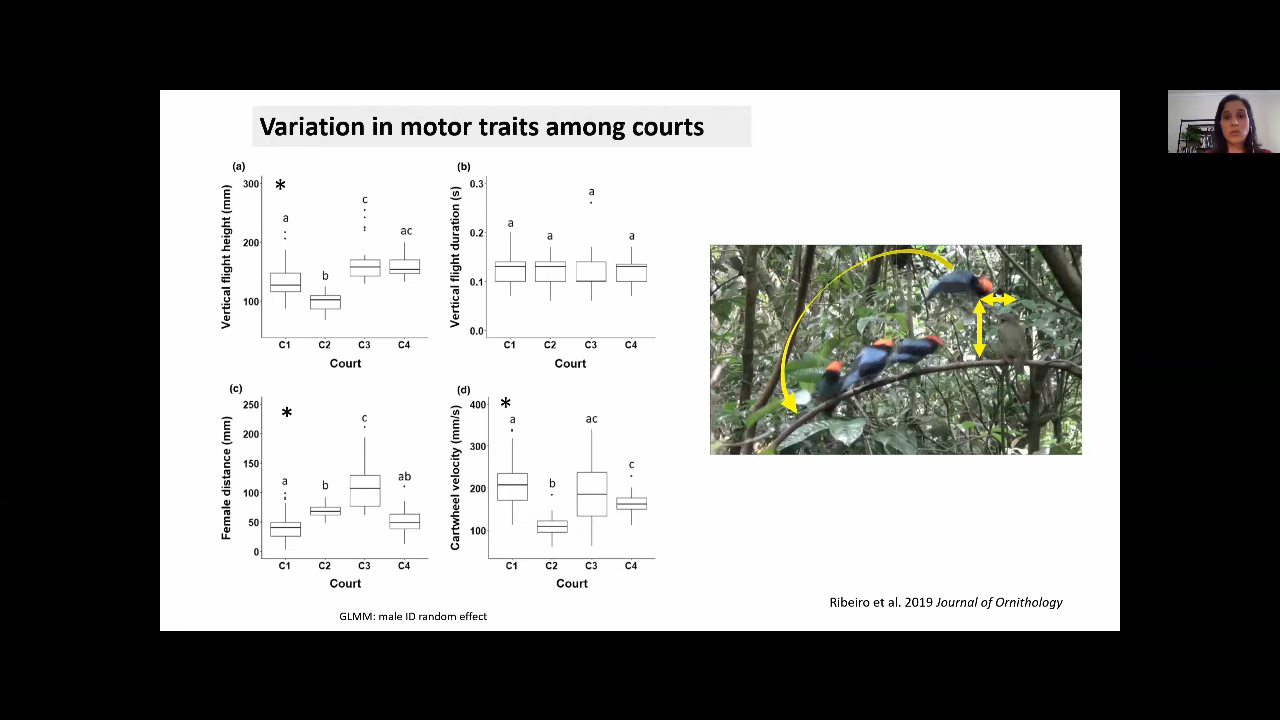 Variation in motor traits among courts
(a)
*
Vertical flight height (mm)
300
200
100
a
b
c
ac
C1 C2 C3 C4
Court
(b)
Vertical flight duration (s)
0.3
0.2
0.1
0.0
a
a
a
a
C1 C2 C3 C4
Court
(c)
*
Female distance (mm)
250
200
150
100
50
0
a
b
c
ab
C1 C2 C3 C4
Court
(d)
*
Cartwheel velocity (mm/s)
400
300
200
100
a
b
ac
c
C1 C2 C3 C4
Court
GLMM: male ID random effect
Ribeiro et al. 2019 Journal of Ornithology